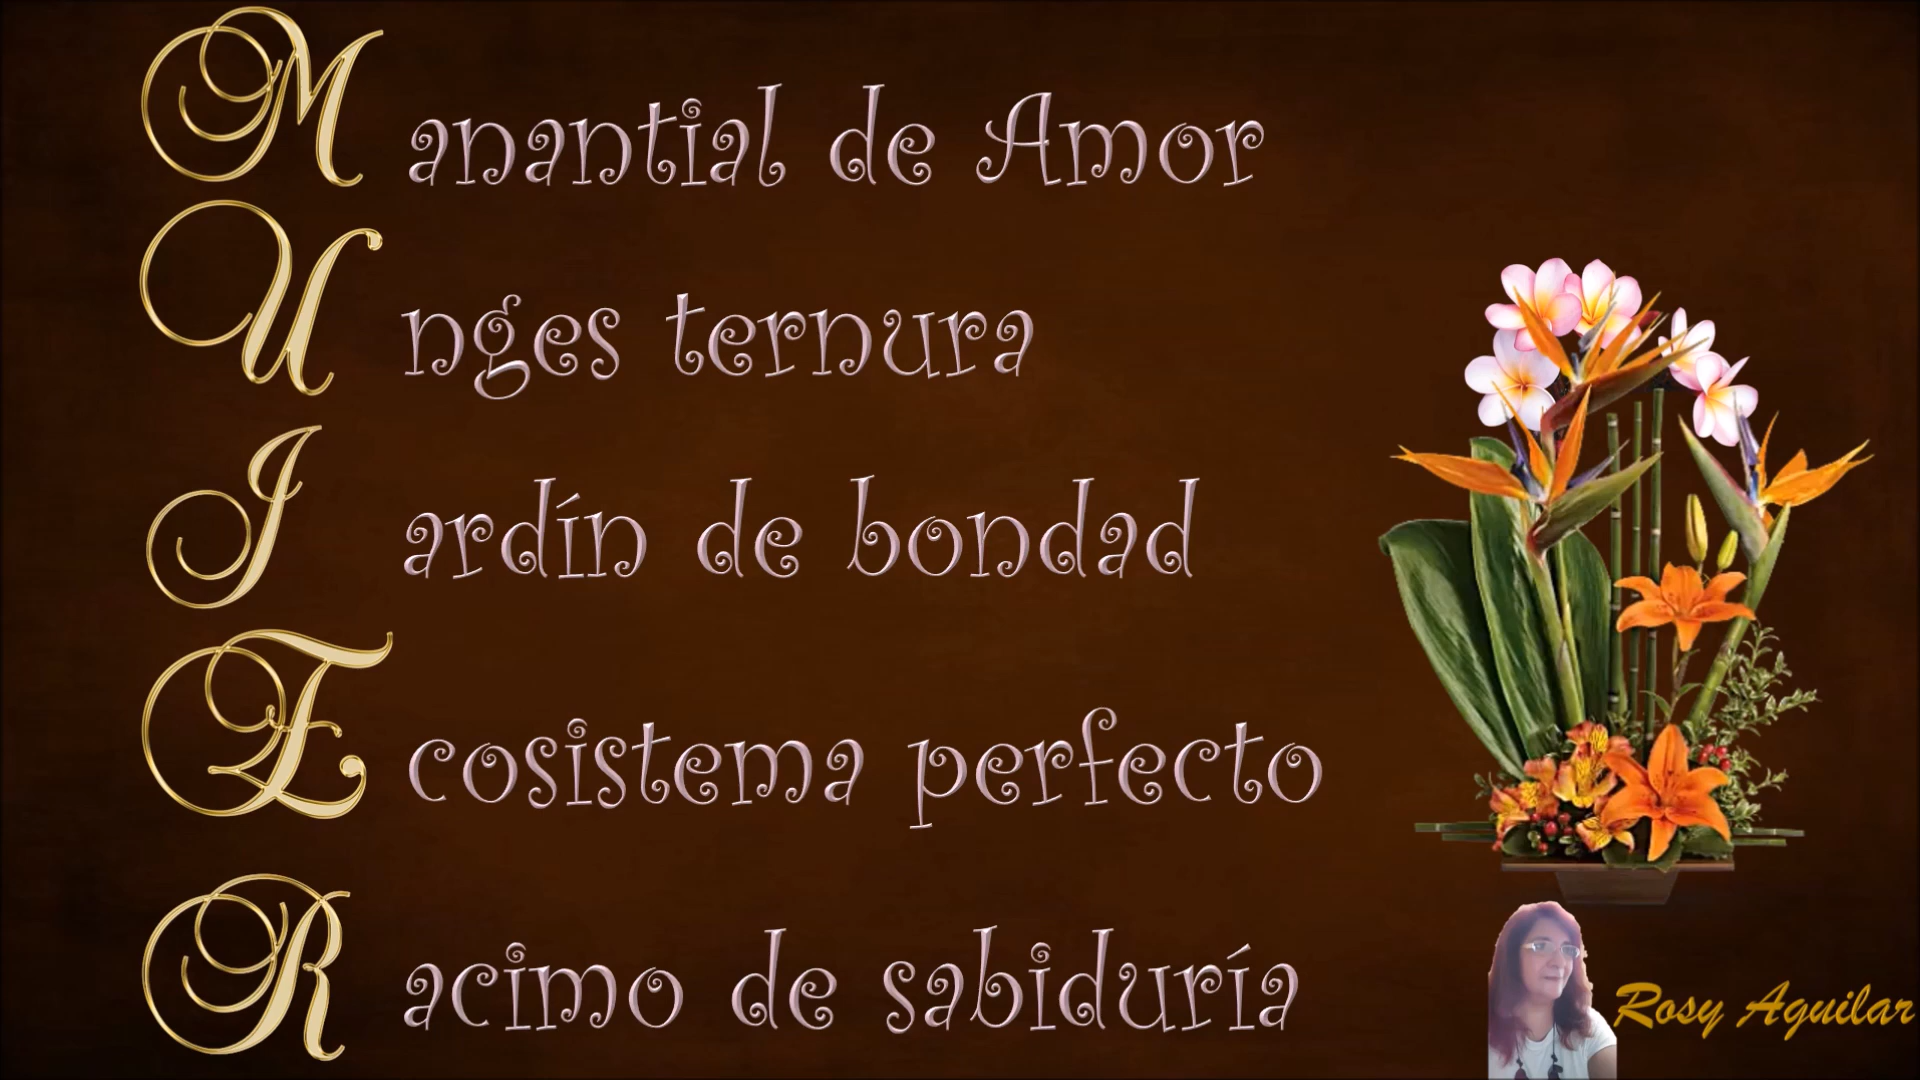 Manantial de Amor
Unges ternura
Jardín de bondad
Ecosistema perfecto
Racimo de sabiduría
Rosy Aguilar